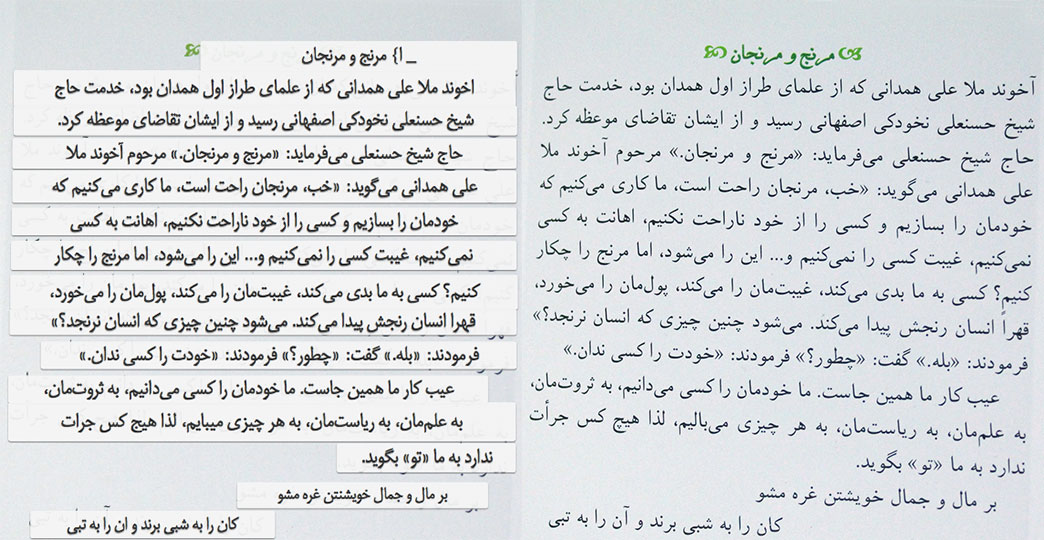 مرنج و مرنجان
آخوند ملا علی همدانی که از علمای طراز اول همدان بود، خدمت حاج
شیخ حسنعلی نخودکی اصفهانی رسید و از ایشان تقاضای موعظه کرد.
حاج شیخ حسنعلی می‌فرماید: «مرنج و مرنجان.» مرحوم آخوند ملا
علی همدانی می‌گوید: «خب، مرنجان راحت است، ما کاری می‌کنیم که
خودمان را بسازیم و کسی را از خود ناراحت نکنیم، اهانت به کسی
نمی‌کنیم، غیبت کسی را نمی‌کنیم و... این را می‌شود، اما مرنج را چکار
کنیم؟ کسی به ما بدی می‌کند، غیبت‌مان را می‌کند، پول‌مان را می‌خورد،
قهراً انسان رنجش پیدا می‌کند. می‌شود چنین چیزی که انسان نرنجد؟»
فرمودند: «بله.» گفت: «چطور؟» فرمودند: «خودت را کسی ندان.»
عیب کار ما همین جاست. ما خودمان را کسی می‌دانیم، به ثروت‌مان،
به علم‌مان، به ریاست‌مان، به هر چیزی می‌بالیم، لذا هیچ کس جرأت
ندارد به ما «تو» بگوید.
بر مال و جمال خویشتن غره مشو
کان را به شبی برند و آن را به تبی
_ ا} مرنج و مرنجان
اخوند ملا علی همدانی که از علمای طراز اول همدان بود، خدمت حاج
شیخ حسنعلی نخودکی اصفهانی رسید و از ایشان تقاضای موعظه کرد.
حاج شیخ حسنعلی می‌فرماید: «مرنج و مرنجان.» مرحوم آخوند ملا
علی همدانی می‌گوید: «خب، مرنجان راحت است، ما کاری می‌کنیم که
خودمان را بسازیم و کسی را از خود ناراحت نکنیم، اهانت به کسی
نمی‌کنیم، غیبت کسی را نمی‌کنیم و... این را می‌شود، اما مرنج را چکار
کنیم؟ کسی به ما بدی می‌کند، غیبت‌مان را می‌کند، پول‌مان را می‌خورد،
قهرا انسان رنجش پیدا می‌کند. می‌شود چنین چیزی که انسان نرنجد؟»
فرمودند: «بله.» گفت: «چطور؟» فرمودند: «خودت را کسی ندان.»
عیب کار ما همین جاست. ما خودمان را کسی می‌دانیم، به ثروت‌مان،
به علم‌مان، به ریاست‌مان، به هر چیزی میبایم، لذا هیج کس جرات
ندارد به ما «تو» بگوید.
بر مال و جمال خویشنتن غره مشو
کان را به شبی برند و ان را به تبی